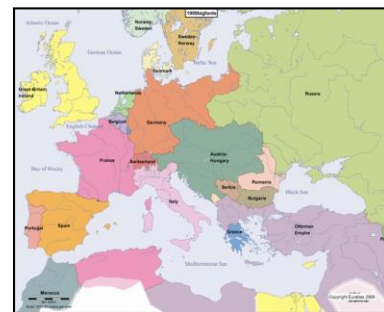 1900bigfonts
Atlantic Ocean
Norway-
Sweden
Sweden-
Norway
German Ocean
Baltic Sea
Denmark
Russia
Great-Britain
Ireland
Netherlands
English Channel
Belgium
Germany
Austria-
Hungary
France
Switzerland
Bay of Biscay
Romania
Serbia
Black Sea
Bulgaria
Italy
Portugal
Spain
Ottoman
Empire
Greece
Mediterranean Sea
Morocco
Copyright Euratlas 2009